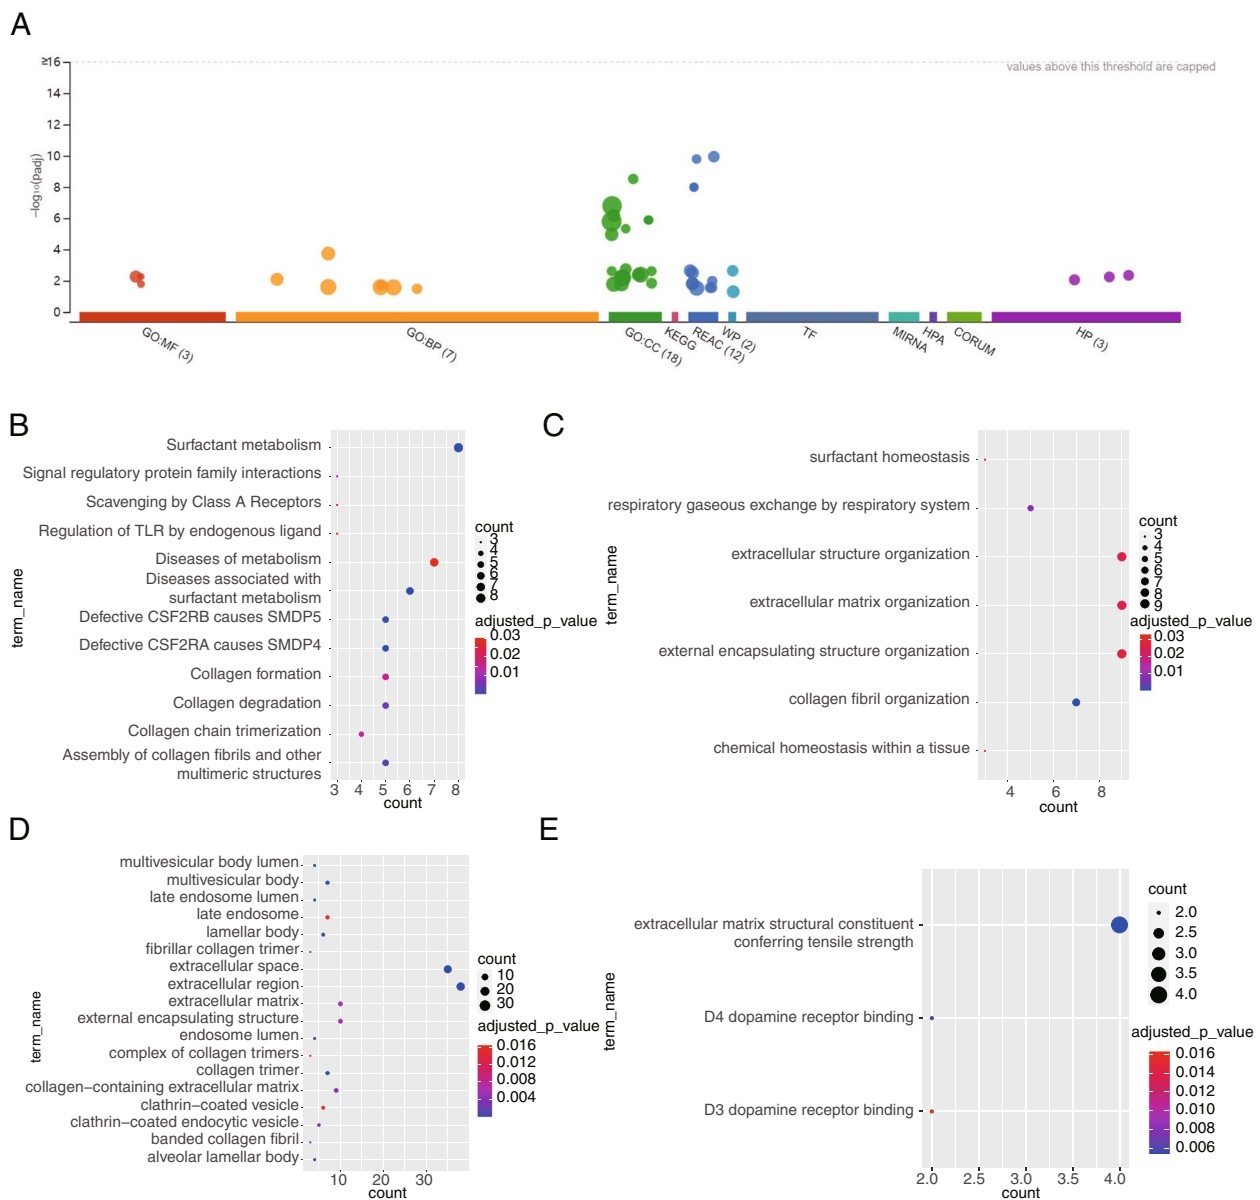 A
≥16
values above this threshold are capped
14
12
10
8
6
4
2
0
−log10(padj)
GO:MF (3)
GO:BP (7)
GO:CC (18)
KEGG
REAC (12)
WP (2)
TF
MIRNA
HPA
CORUM
HP (3)
B
term_name
Surfactant metabolism
Signal regulatory protein family interactions
Scavenging by Class A Receptors
Regulation of TLR by endogenous ligand
Diseases of metabolism
Diseases associated with
surfactant metabolism
Defective CSF2RB causes SMDP5
Defective CSF2RA causes SMDP4
Collagen formation
Collagen degradation
Collagen chain trimerization
Assembly of collagen fibrils and other
multimeric structures
3 4 5 6 7 8
count
count
3
4
5
6
7
8
adjusted_p_value
0.03
0.02
0.01
C
term_name
surfactant homeostasis
respiratory gaseous exchange by respiratory system
extracellular structure organization
extracellular matrix organization
external encapsulating structure organization
collagen fibril organization
chemical homeostasis within a tissue
4 6 8
count
count
3
4
5
6
7
8
9
adjusted_p_value
0.03
0.02
0.01
D
term_name
multivesicular body lumen
multivesicular body
late endosome lumen
late endosome
lamellar body
fibrillar collagen trimer
extracellular space
extracellular region
extracellular matrix
external encapsulating structure
endosome lumen
complex of collagen trimers
collagen trimer
collagen−containing extracellular matrix
clathrin−coated vesicle
clathrin−coated endocytic vesicle
banded collagen fibril
alveolar lamellar body
10 20 30
count
count
10
20
30
adjusted_p_value
0.016
0.012
0.008
0.004
E
term_name
extracellular matrix structural constituent
conferring tensile strength
D4 dopamine receptor binding
D3 dopamine receptor binding
2.0 2.5 3.0 3.5 4.0
count
count
2.0
2.5
3.0
3.5
4.0
adjusted_p_value
0.016
0.014
0.012
0.010
0.008
0.006